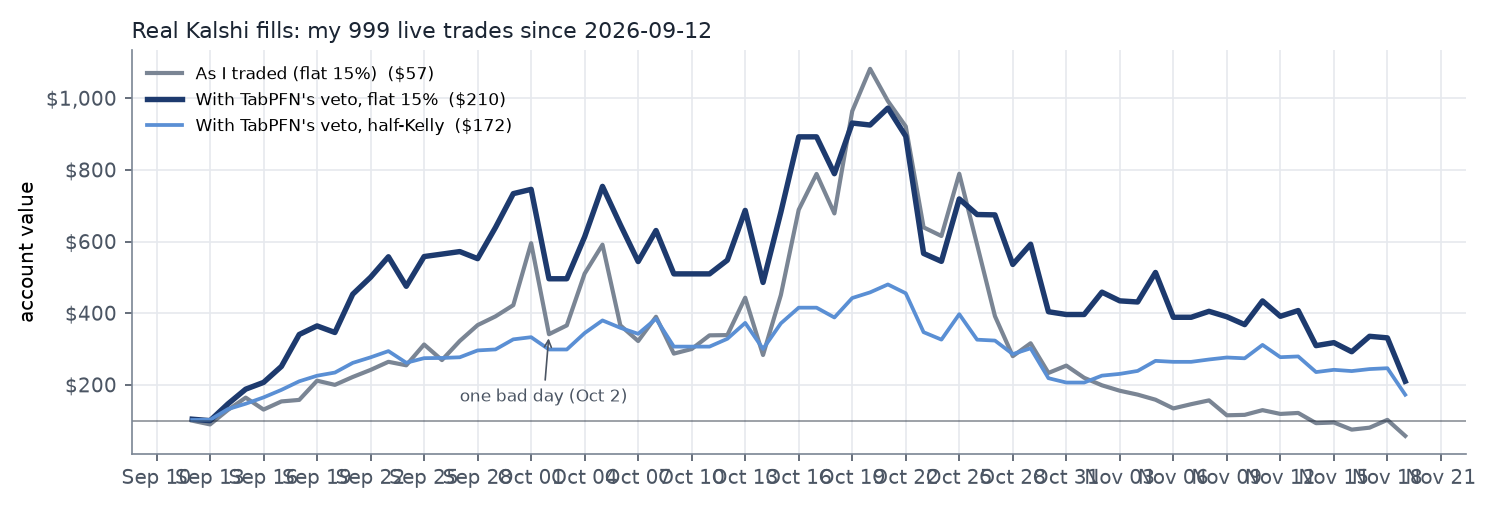 Real Kalshi fills: my 999 live trades since 2026-09-12
As I traded (flat 15%) ($57)
With TabPFN's veto, flat 15% ($210)
With TabPFN's veto, half-Kelly ($172)
account value
$1,000
$800
$600
$400
$200
one bad day (Oct 2)
Sep 10 Sep 13 Sep 16 Sep 19 Sep 22 Sep 25 Sep 28 Oct 01 Oct 04 Oct 07 Oct 10 Oct 13 Oct 16 Oct 19 Oct 22 Oct 25 Oct 28 Oct 31 Nov 03 Nov 06 Nov 09 Nov 12 Nov 15 Nov 18 Nov 21